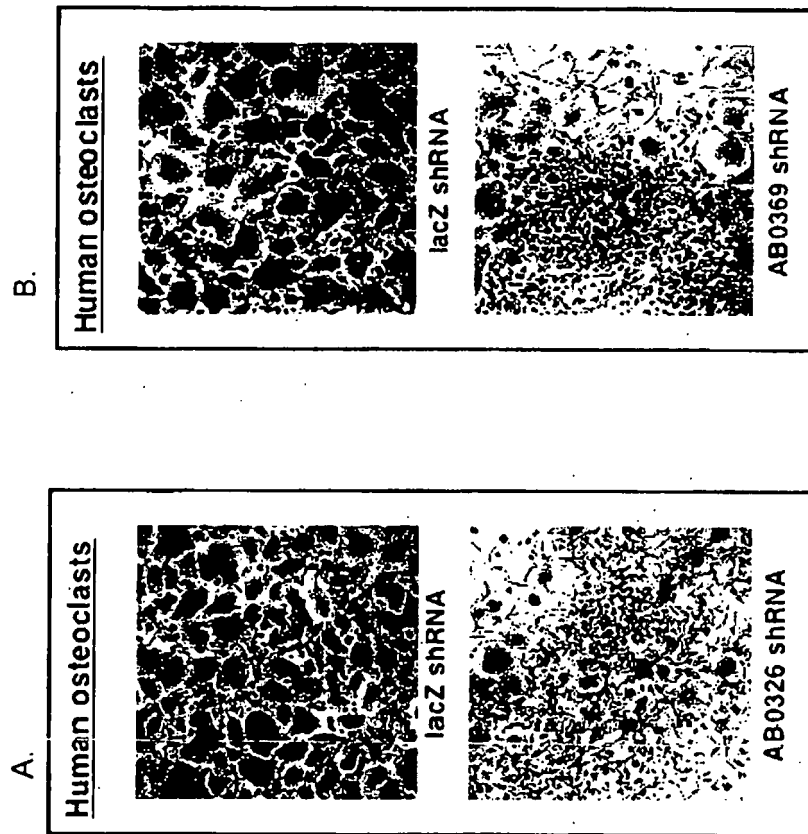 A.
Human osteoclasts
lacZ shRNA
AB0326 shRNA
B.
Human osteoclasts
lacZ shRNA
AB0369 shRNA